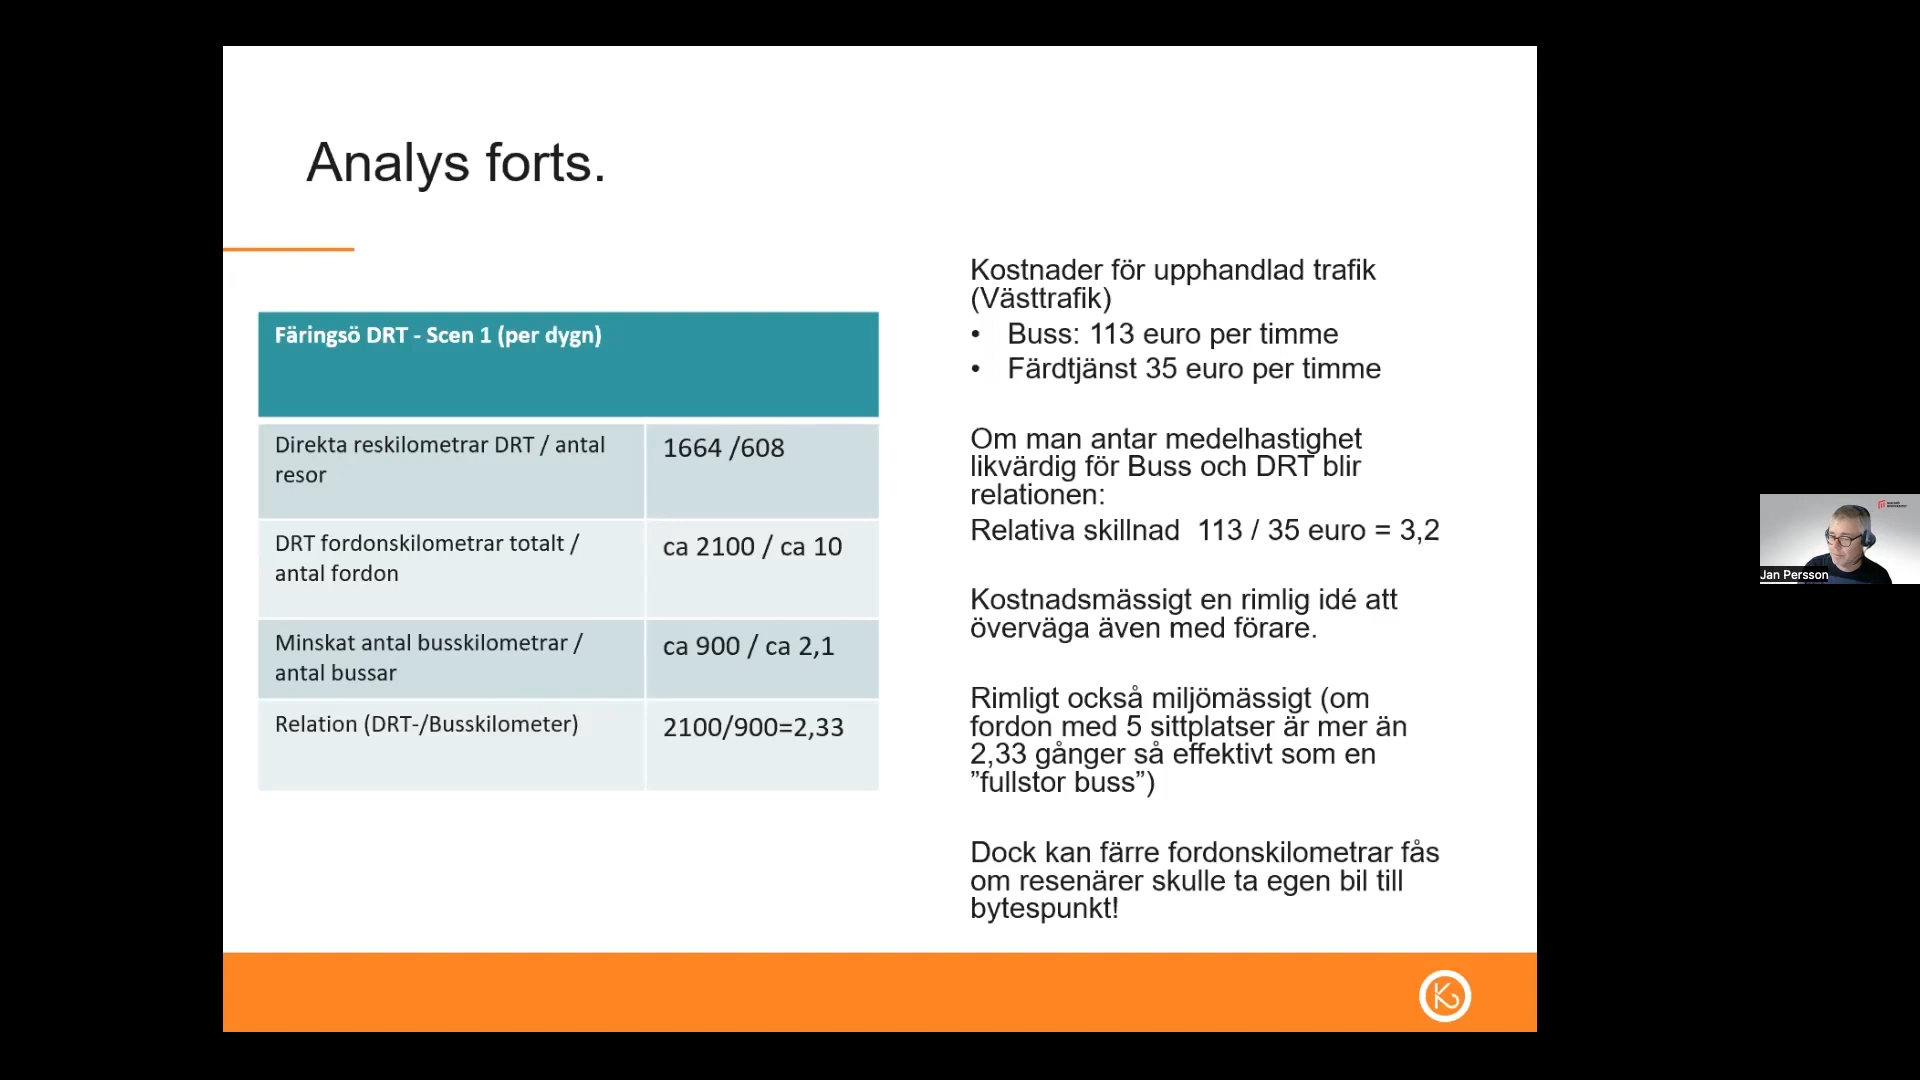 Analys forts.
Färingsö DRT - Scen 1 (per dygn)
Direkta reskilometrar DRT / antal
resor
1664 /608
DRT fordonskilometrar totalt /
antal fordon
ca 2100 / ca 10
Minskat antal busskilometrar /
antal bussar
ca 900 / ca 2,1
Relation (DRT-/Busskilometer)
2100/900=2,33
Kostnader för upphandlad trafik
(Västtrafik)
• Buss: 113 euro per timme
• Färdtjänst 35 euro per timme
Om man antar medelhastighet
likvärdig för Buss och DRT blir
relationen:
Relativa skillnad 113 / 35 euro = 3,2
Kostnadsmässigt en rimlig idé att
överväga även med förare.
Rimligt också miljömässigt (om
fordon med 5 sittplatser är mer än
2,33 gånger så effektivt som en
”fullstor buss”)
Dock kan färre fordonskilometrar fås
om resenärer skulle ta egen bil till
bytespunkt!
K2
Jan Persson